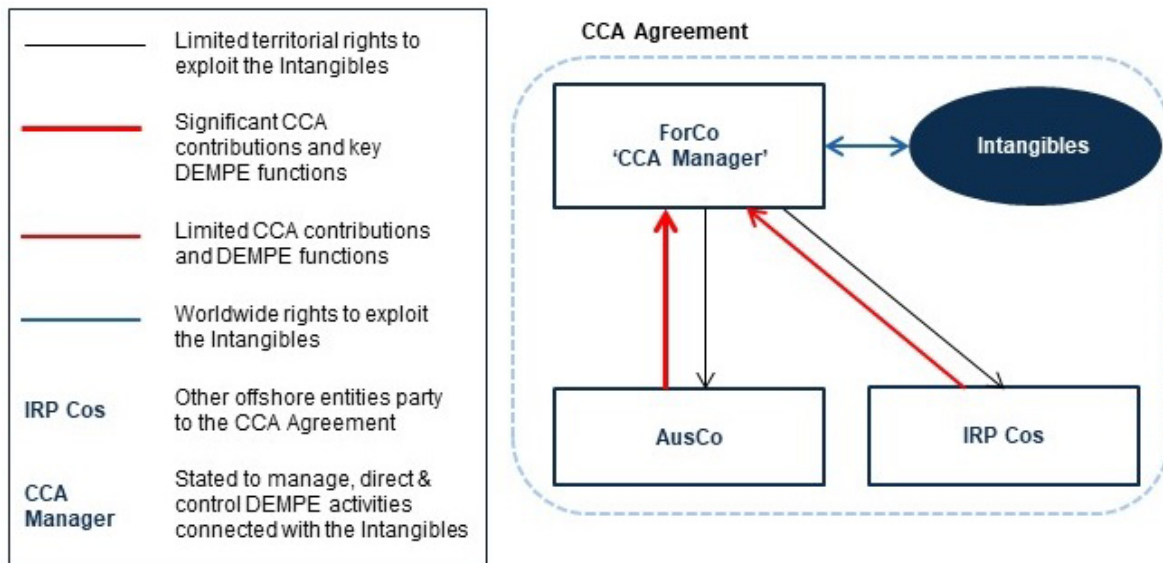 Limited territorial rights to
exploit the Intangibles
Significant CCA
contributions and key
DEMPE functions
Limited CCA contributions
and DEMPE functions
Worldwide rights to exploit
the Intangibles
IRP Cos
Other offshore entities party
to the CCA Agreement
CCA
Manager
Stated to manage, direct &
control DEMPE activities
connected with the Intangibles
CCA Agreement
ForCo
‘CCA Manager’
Intangibles
AusCo
IRP Cos